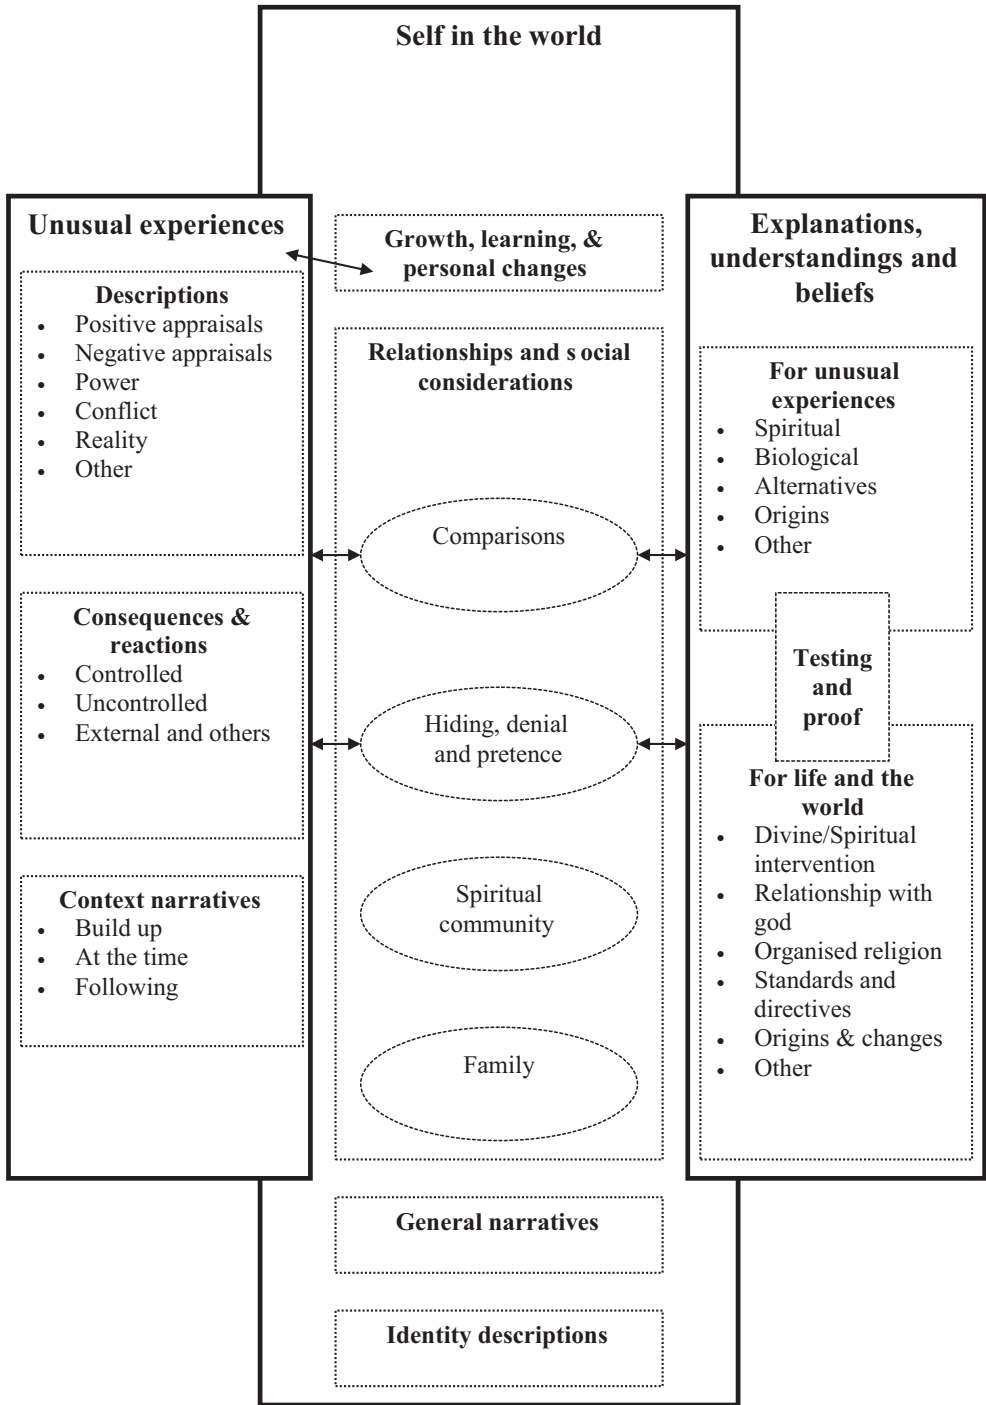 Self in the world
Unusual experiences
Descriptions
• Positive appraisals
• Negative appraisals
• Power
• Conflict
• Reality
• Other
Consequences &
reactions
• Controlled
• Uncontrolled
• External and others
Context narratives
• Build up
• At the time
• Following
Growth, learning, &
personal changes
Relationships and s ocial
considerations
Comparisons
Hiding, denial
and pretence
Spiritual
community
Family
General narratives
Identity descriptions
Explanations,
understandings and
beliefs
For unusual
experiences
• Spiritual
• Biological
• Alternatives
• Origins
• Other
Testing
and
proof
For life and the
world
• Divine/Spiritual
intervention
• Relationship with
god
• Organised religion
• Standards and
directives
• Origins & changes
• Other